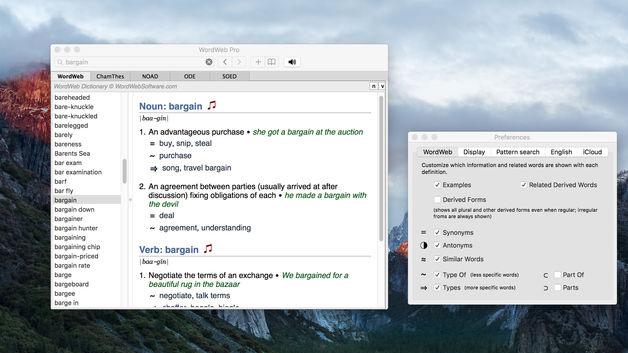 WordWeb Pro
bargain
WordWeb ChamThes NOAD ODE SOED
WordWeb Dictionary © WordWebSoftware.com n v
bareheaded
bare-knuckle
bare-knuckled
barelegged
barely
bareness
Barents Sea
bar exam
bar examination
barf
bar fly
bargain
bargain down
bargainer
bargain hunter
bargaining
bargaining chip
bargain-priced
bargain rate
barge
bargeboard
bargee
barge in
Noun: bargain
|baa-gin|
1. An advantageous purchase • she got a bargain at the auction
= buy, snip, steal
~ purchase
⇒ song, travel bargain
2. An agreement between parties (usually arrived at after
discussion) fixing obligations of each • he made a bargain with
the devil
= deal
~ agreement, understanding
Verb: bargain
|baa-gin|
1. Negotiate the terms of an exchange • We bargained for a
beautiful rug in the bazaar
~ negotiate, talk terms
Preferences
WordWeb Display Pattern search English iCloud
Customize which information and related words are shown with each
definition.
Examples Related Derived Words
Derived Forms
(shows all plural and other derived forms even when regular; irregular
froms are always shown)
= Synonyms
Antonyms
≈ Similar Words
~ Type Of (less specific words) ⊂ Part Of
⇒ Types (more specific words) ⊃ Parts